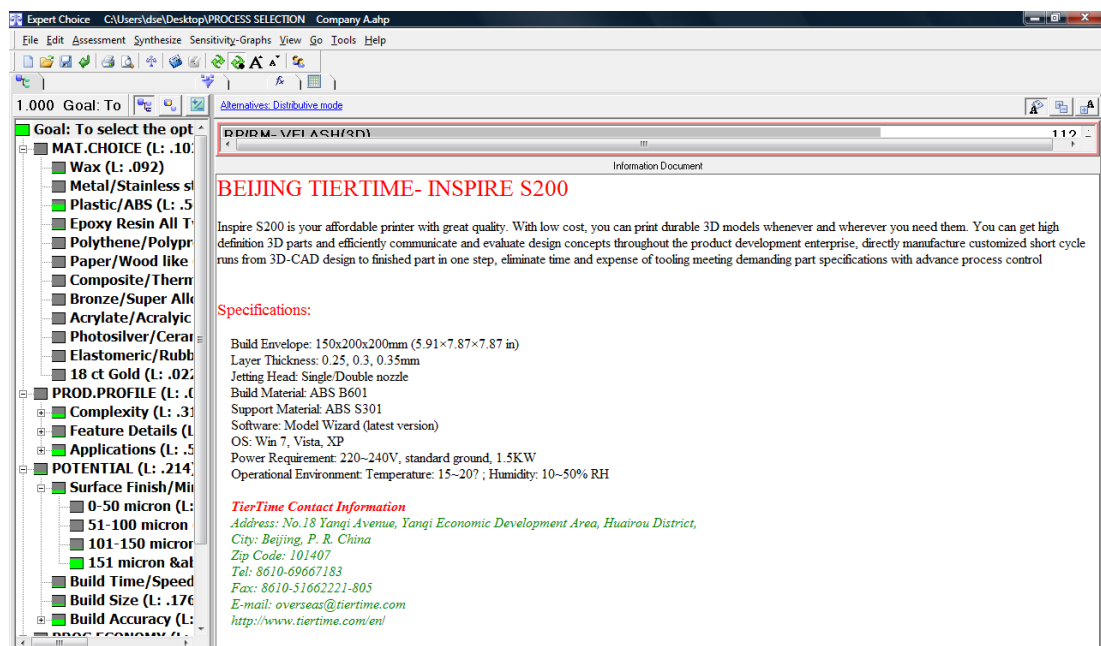 Expert Choice C:\Users\dse\Desktop\PROCESS SELECTION Company A.ahp
File Edit Assessment Synthesize Sensitivity-Graphs View Go Tools Help
1.000 Goal: To
Alternatives: Distributive mode
Goal: To select the opt
MAT.CHOICE (L: .10
Wax (L: .092)
Metal/Stainless st
Plastic/ABS (L: .5
Epoxy Resin All T
Polythene/Polypr
Paper/Wood like
Composite/Therm
Bronze/Super All
Acrylate/Acralyic
Photosilver/Cerar
Elastomeric/Rubb
18 ct Gold (L: .02
PROD.PROFILE (L: .0
Complexity (L: .31
Feature Details (L
Applications (L: .5
POTENTIAL (L: .214
Surface Finish/Min
0-50 micron (L:
51-100 micron
101-150 micror
151 micron &ab
Build Time/Speed
Build Size (L: .176
Build Accuracy (L:
PROC.ECONOMY (L:
RP/RM- VFLASH(3D) .112
Information Document
BEIJING TIERTIME- INSPIRE S200
Inspire S200 is your affordable printer with great quality. With low cost, you can print durable 3D models whenever and wherever you need them. You can get high
definition 3D parts and efficiently communicate and evaluate design concepts throughout the product development enterprise, directly manufacture customized short cycle
runs from 3D-CAD design to finished part in one step, eliminate time and expense of tooling meeting demanding part specifications with advance process control
Specifications:
Build Envelope: 150x200x200mm (5.91×7.87×7.87 in)
Layer Thickness: 0.25, 0.3, 0.35mm
Jetting Head: Single/Double nozzle
Build Material: ABS B601
Support Material: ABS S301
Software: Model Wizard (latest version)
OS: Win 7, Vista, XP
Power Requirement: 220~240V, standard ground, 1.5KW
Operational Environment: Temperature: 15~20? ; Humidity: 10~50% RH
TierTime Contact Information
Address: No.18 Yanqi Avenue, Yanqi Economic Development Area, Huairou District,
City: Beijing, P. R. China
Zip Code: 101407
Tel: 8610-69667183
Fax: 8610-51662221-805
E-mail: overseas@tiertime.com
http://www.tiertime.com/en/